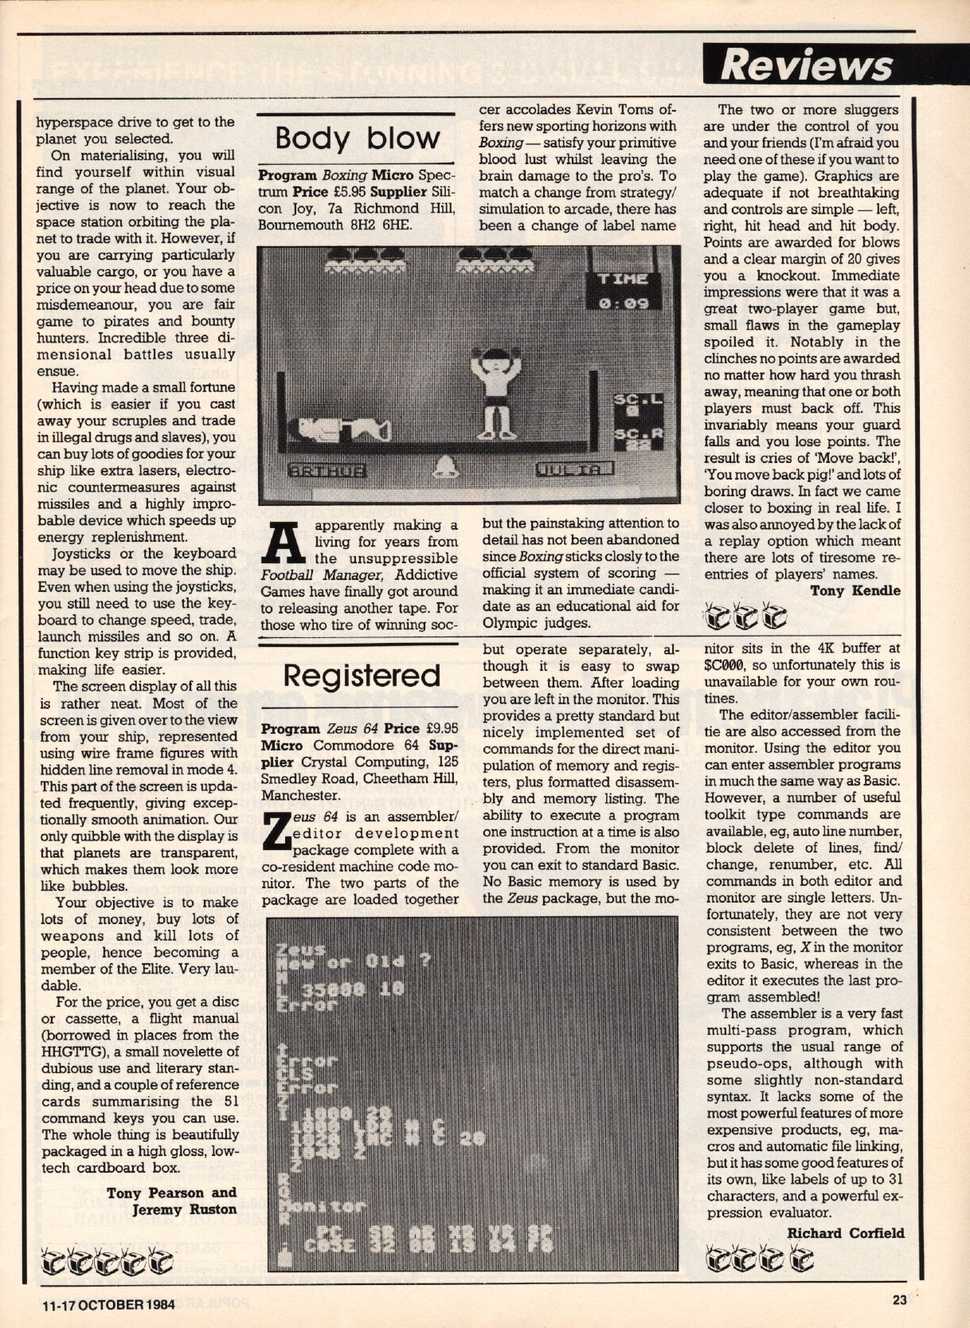 Reviews
hyperspace drive to get to the
planet you selected.
On materialising, you will
find yourself within visual
range of the planet. Your ob-
jective is now to reach the
space station orbiting the pla-
net to trade with it. However, if
you are carrying particularly
valuable cargo, or you have a
price on your head due to some
misdemeanour, you are fair
game to pirates and bounty
hunters. Incredible three di-
mensional battles usually
ensue.
Having made a small fortune
(which is easier if you cast
away your scruples and trade
in illegal drugs and slaves), you
can buy lots of goodies for your
ship like extra lasers, electro-
nic countermeasures against
missiles and a highly impro-
bable device which speeds up
energy replenishment.
Joysticks or the keyboard
may be used to move the ship.
Even when using the joysticks,
you still need to use the key-
board to change speed, trade,
launch missiles and so on. A
function key strip is provided,
making life easier.
The screen display of all this
is rather neat. Most of the
screen is given over to the view
from your ship, represented
using wire frame figures with
hidden line removal in mode 4.
This part of the screen is upda-
ted frequently, giving excep-
tionally smooth animation. Our
only quibble with the display is
that planets are transparent,
which makes them look more
like bubbles.
Your objective is to make
lots of money, buy lots of
weapons and kill lots of
people, hence becoming a
member of the Elite. Very lau-
dable.
For the price, you get a disc
or cassette, a flight manual
(borrowed in places from the
HHGTTG), a small novelette of
dubious use and literary stan-
ding, and a couple of reference
cards summarising the 51
command keys you can use.
The whole thing is beautifully
packaged in a high gloss, low-
tech cardboard box.
Tony Pearson and
Jeremy Ruston
Body blow
Program Boxing Micro Spec-
trum Price £5.95 Supplier Sili-
con Joy, 7a Richmond Hill,
Bournemouth 8H2 6HE.
A apparently making a
living for years from
the unsuppressible
Football Manager, Addictive
Games have finally got around
to releasing another tape. For
those who tire of winning soc-
cer accolades Kevin Toms of-
fers new sporting horizons with
Boxing — satisfy your primitive
blood lust whilst leaving the
brain damage to the pro's. To
match a change from strategy/
simulation to arcade, there has
been a change of label name
TIME
0:09
SC.L
0
SC.R
22
ARTHUR
JULIA
but the painstaking attention to
detail has not been abandoned
since Boxing sticks closly to the
official system of scoring —
making it an immediate candi-
date as an educational aid for
Olympic judges.
The two or more sluggers
are under the control of you
and your friends (I'm afraid you
need one of these if you want to
play the game). Graphics are
adequate if not breathtaking
and controls are simple — left,
right, hit head and hit body.
Points are awarded for blows
and a clear margin of 20 gives
you a knockout. Immediate
impressions were that it was a
great two-player game but,
small flaws in the gameplay
spoiled it. Notably in the
clinches no points are awarded
no matter how hard you thrash
away, meaning that one or both
players must back off. This
invariably means your guard
falls and you lose points. The
result is cries of 'Move back!',
'You move back pig!' and lots of
boring draws. In fact we came
closer to boxing in real life. I
was also annoyed by the lack of
a replay option which meant
there are lots of tiresome re-
entries of players' names.
Tony Kendle
Registered
Program Zeus 64 Price £9.95
Micro Commodore 64 Sup-
plier Crystal Computing, 125
Smedley Road, Cheetham Hill,
Manchester.
Zeus 64 is an assembler/
editor development
package complete with a
co-resident machine code mo-
nitor. The two parts of the
package are loaded together
but operate separately, al-
though it is easy to swap
between them. After loading
you are left in the monitor. This
provides a pretty standard but
nicely implemented set of
commands for the direct mani-
pulation of memory and regis-
ters, plus formatted disassem-
bly and memory listing. The
ability to execute a program
one instruction at a time is also
provided. From the monitor
you can exit to standard Basic.
No Basic memory is used by
the Zeus package, but the mo-
Zeus
New or Old ?
35000 10
Error
Error
Error
1000 20
Monitor
PC SR AR XR YR SP
nitor sits in the 4K buffer at
$C000, so unfortunately this is
unavailable for your own rou-
tines.
The editor/assembler facili-
tie are also accessed from the
monitor. Using the editor you
can enter assembler programs
in much the same way as Basic.
However, a number of useful
toolkit type commands are
available, eg, auto line number,
block delete of lines, find/
change, renumber, etc. All
commands in both editor and
monitor are single letters. Un-
fortunately, they are not very
consistent between the two
programs, eg, X in the monitor
exits to Basic, whereas in the
editor it executes the last pro-
gram assembled!
The assembler is a very fast
multi-pass program, which
supports the usual range of
pseudo-ops, although with
some slightly non-standard
syntax. It lacks some of the
most powerful features of more
expensive products, eg, ma-
cros and automatic file linking,
but it has some good features of
its own, like labels of up to 31
characters, and a powerful ex-
pression evaluator.
Richard Corfield
11-17 OCTOBER 1984
23